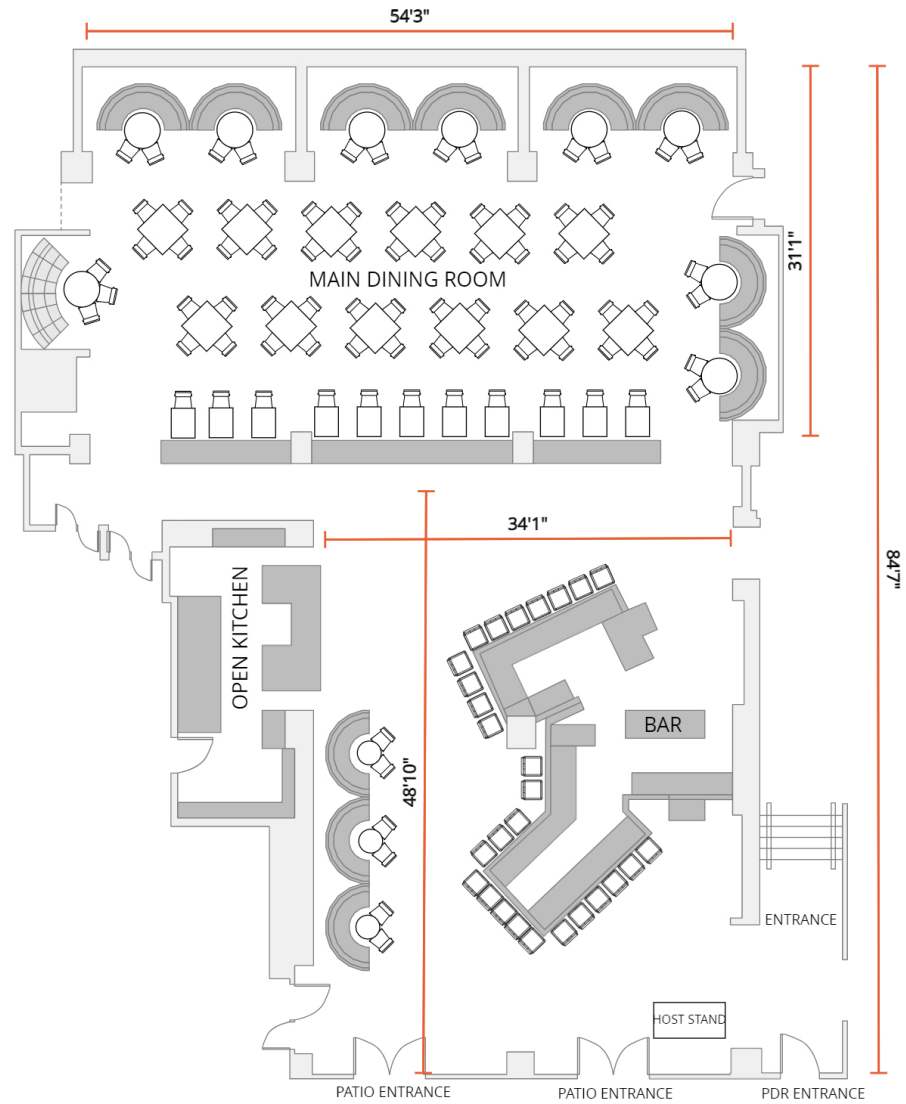 54'3"
31'1"
MAIN DINING ROOM
34'1"
84'7"
OPEN KITCHEN
BAR
48'10"
ENTRANCE
HOST STAND
PATIO ENTRANCE
PATIO ENTRANCE
PDR ENTRANCE